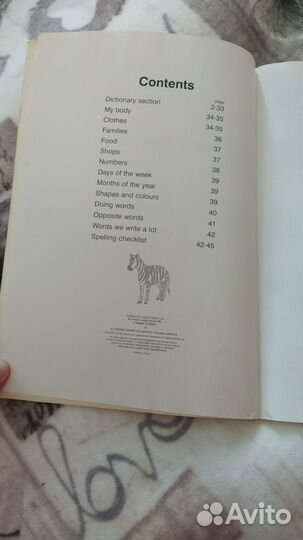 Contents
page
Dictionary section 2-33
My body 34-35
Clothes 34-35
Families 36
Food 37
Shops 37
Numbers 38
Days of the week 39
Months of the year 39
Shapes and colours 39
Doing words 40
Opposite words 41
Words we write a lot 42
Spelling checklist 42-45
love
Avito